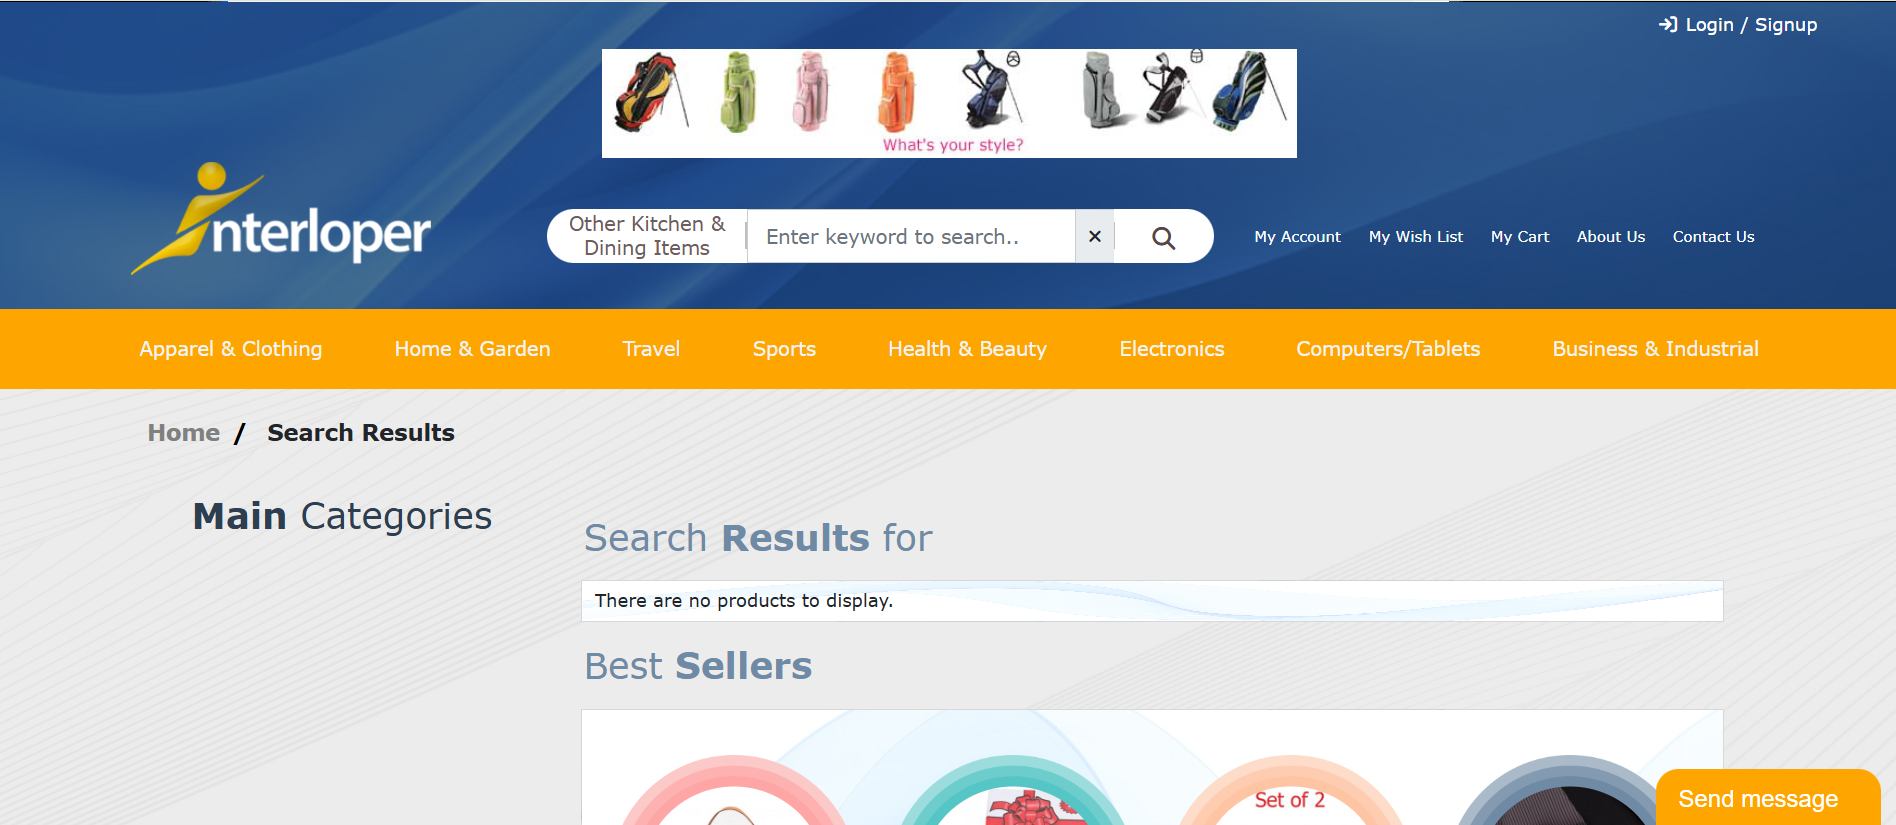 Login / Signup
What's your style?
interloper
Other Kitchen &
Dining Items
Enter keyword to search..
My Account
My Wish List
My Cart
About Us
Contact Us
Apparel & Clothing
Home & Garden
Travel
Sports
Health & Beauty
Electronics
Computers/Tablets
Business & Industrial
Home / Search Results
Main Categories
Search Results for
There are no products to display.
Best Sellers
Set of 2
Send message